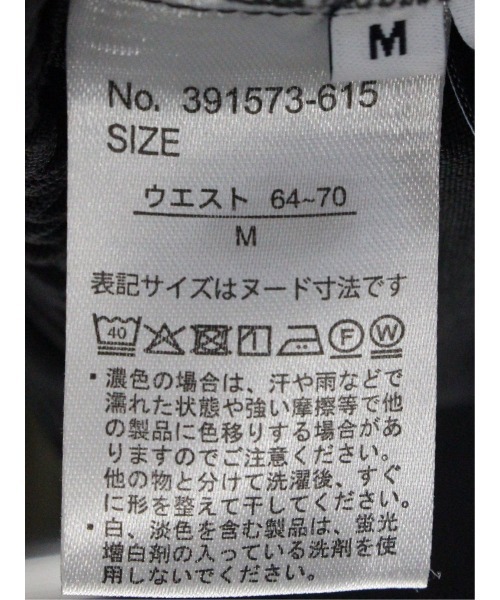 M
No. 391573-615
SIZE
ウエスト 64~70
M
表記サイズはヌード寸法です
40 F W
・濃色の場合は、汗や雨などで
濡れた状態や強い摩擦等で他
の製品に色移りする場合があ
りますのでご注意ください。
他の物と分けて洗濯後、すぐ
に形を整えて干してください。
・白、淡色を含む製品は、蛍光
増白剤の入っている洗剤を使
用しないでください。